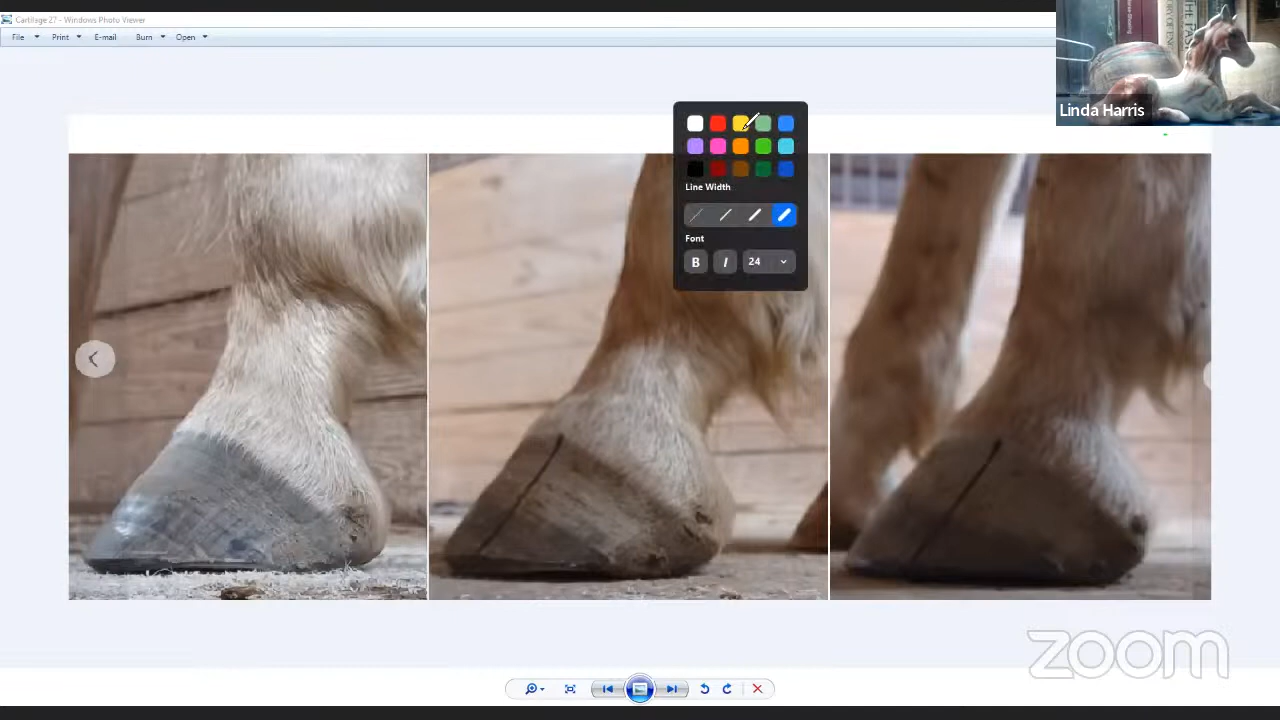 Cartilage 27 - Windows Photo Viewer
File Print E-mail Burn Open
Linda Harris
Line Width
Font
B I 24
zoom